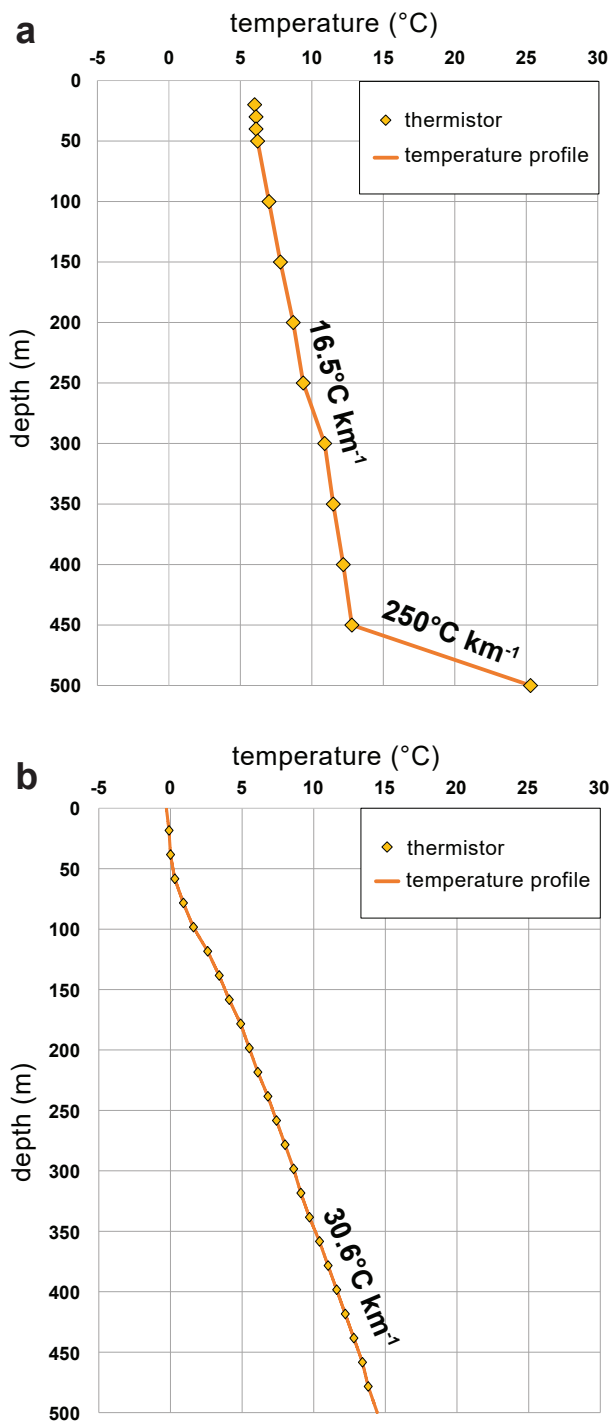 a
temperature (°C)
-5 0 5 10 15 20 25 30
0
50
100
150
200
250
300
350
400
450
500
depth (m)
thermistor
temperature profile
16.5°C km⁻¹
250°C km⁻¹
b
temperature (°C)
-5 0 5 10 15 20 25 30
0
50
100
150
200
250
300
350
400
450
500
depth (m)
thermistor
temperature profile
30.6°C km⁻¹